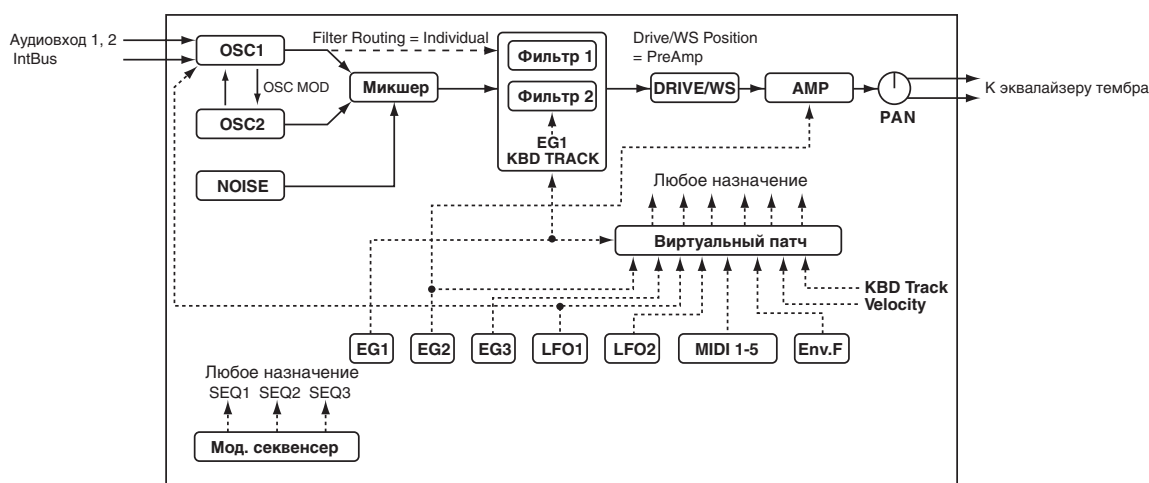 Аудиовход 1, 2
IntBus
OSC1
OSC MOD
OSC2
NOISE
Filter Routing = Individual
Микшер
Фильтр 1
Фильтр 2
EG1
KBD TRACK
Drive/WS Position
= PreAmp
DRIVE/WS
AMP
PAN
К эквалайзеру тембра
Любое назначение
Виртуальный патч
KBD Track
Velocity
EG1
EG2
EG3
LFO1
LFO2
MIDI 1-5
Env.F
Любое назначение
SEQ1 SEQ2 SEQ3
Мод. секвенсер